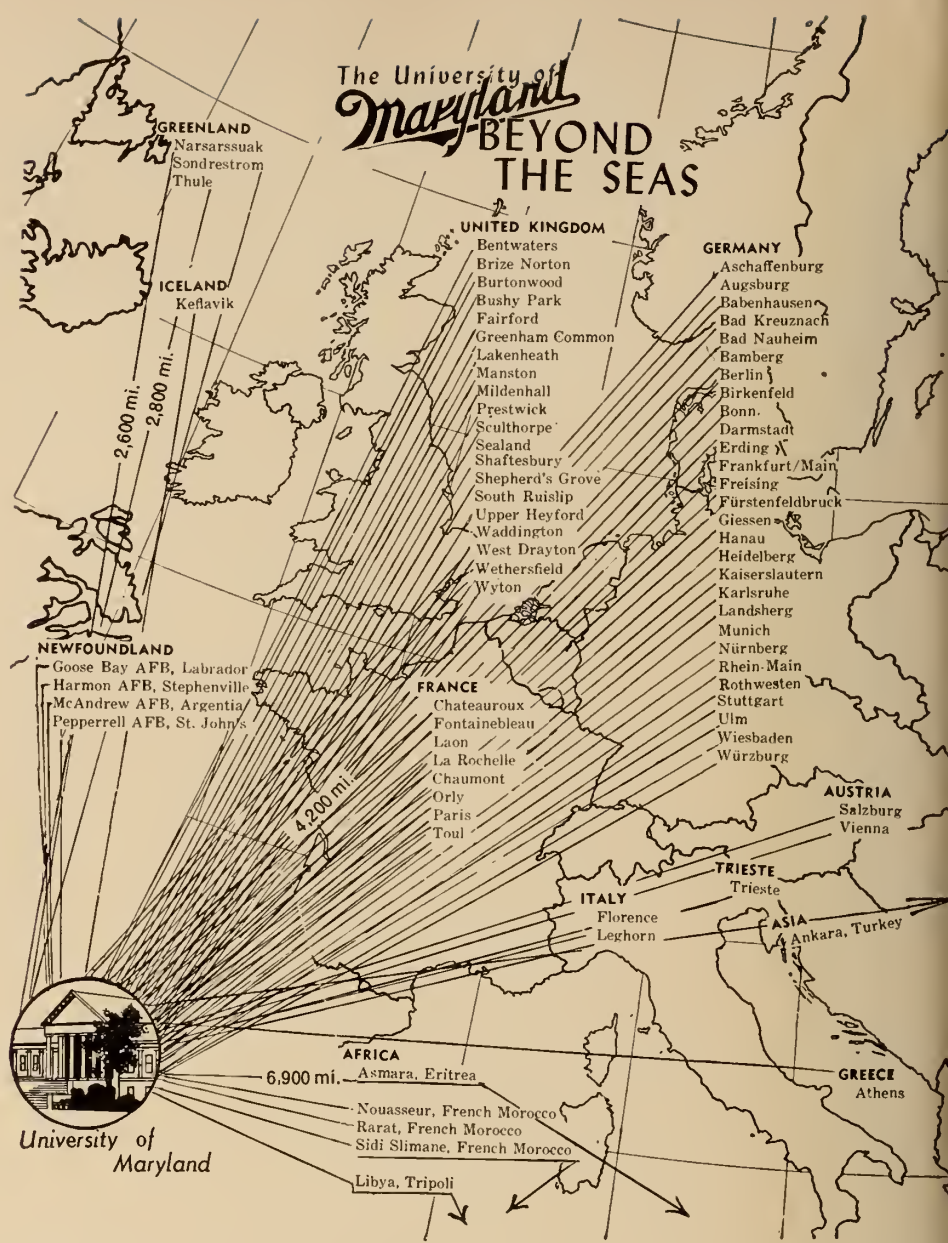 The University of
Maryland
BEYOND
THE SEAS
GREENLAND
Narsarssuak
Sondrestrom
Thule
ICELAND
Keflavik
2,600 mi.
2,800 mi.
NEWFOUNDLAND
Goose Bay AFB, Labrador
Harmon AFB, Stephenville
McAndrew AFB, Argentia
Pepperrell AFB, St. John's
UNITED KINGDOM
Bentwaters
Brize Norton
Burtonwood
Bushy Park
Fairford
Greenham Common
Lakenheath
Manston
Mildenhall
Prestwick
Sculthorpe
Sealand
Shaftesbury
Shepherd's Grove
South Ruislip
Upper Heyford
Waddington
West Drayton
Wethersfield
Wyton
GERMANY
Aschaffenburg
Augsburg
Babenhausen
Bad Kreuznach
Bad Nauheim
Bamberg
Berlin
Birkenfeld
Bonn
Darmstadt
Erding
Frankfurt/Main
Freising
Fürstenfeldbruck
Giessen
Hanau
Heidelberg
Kaiserslautern
Karlsruhe
Landsherg
Munich
Nürnberg
Rhein-Main
Rothwesten
Stuttgart
Ulm
Wiesbaden
Würzburg
FRANCE
Chateauroux
Fontainebleau
Laon
La Rochelle
Chaumont
Orly
Paris
Toul
4,200 mi.
AUSTRIA
Salzburg
Vienna
TRIESTE
Trieste
ITALY
Florence
Leghorn
ASIA
Ankara, Turkey
GREECE
Athens
AFRICA
6,900 mi.
Asmara, Eritrea
Nouasseur, French Morocco
Rarat, French Morocco
Sidi Slimane, French Morocco
Libya, Tripoli
University of
Maryland